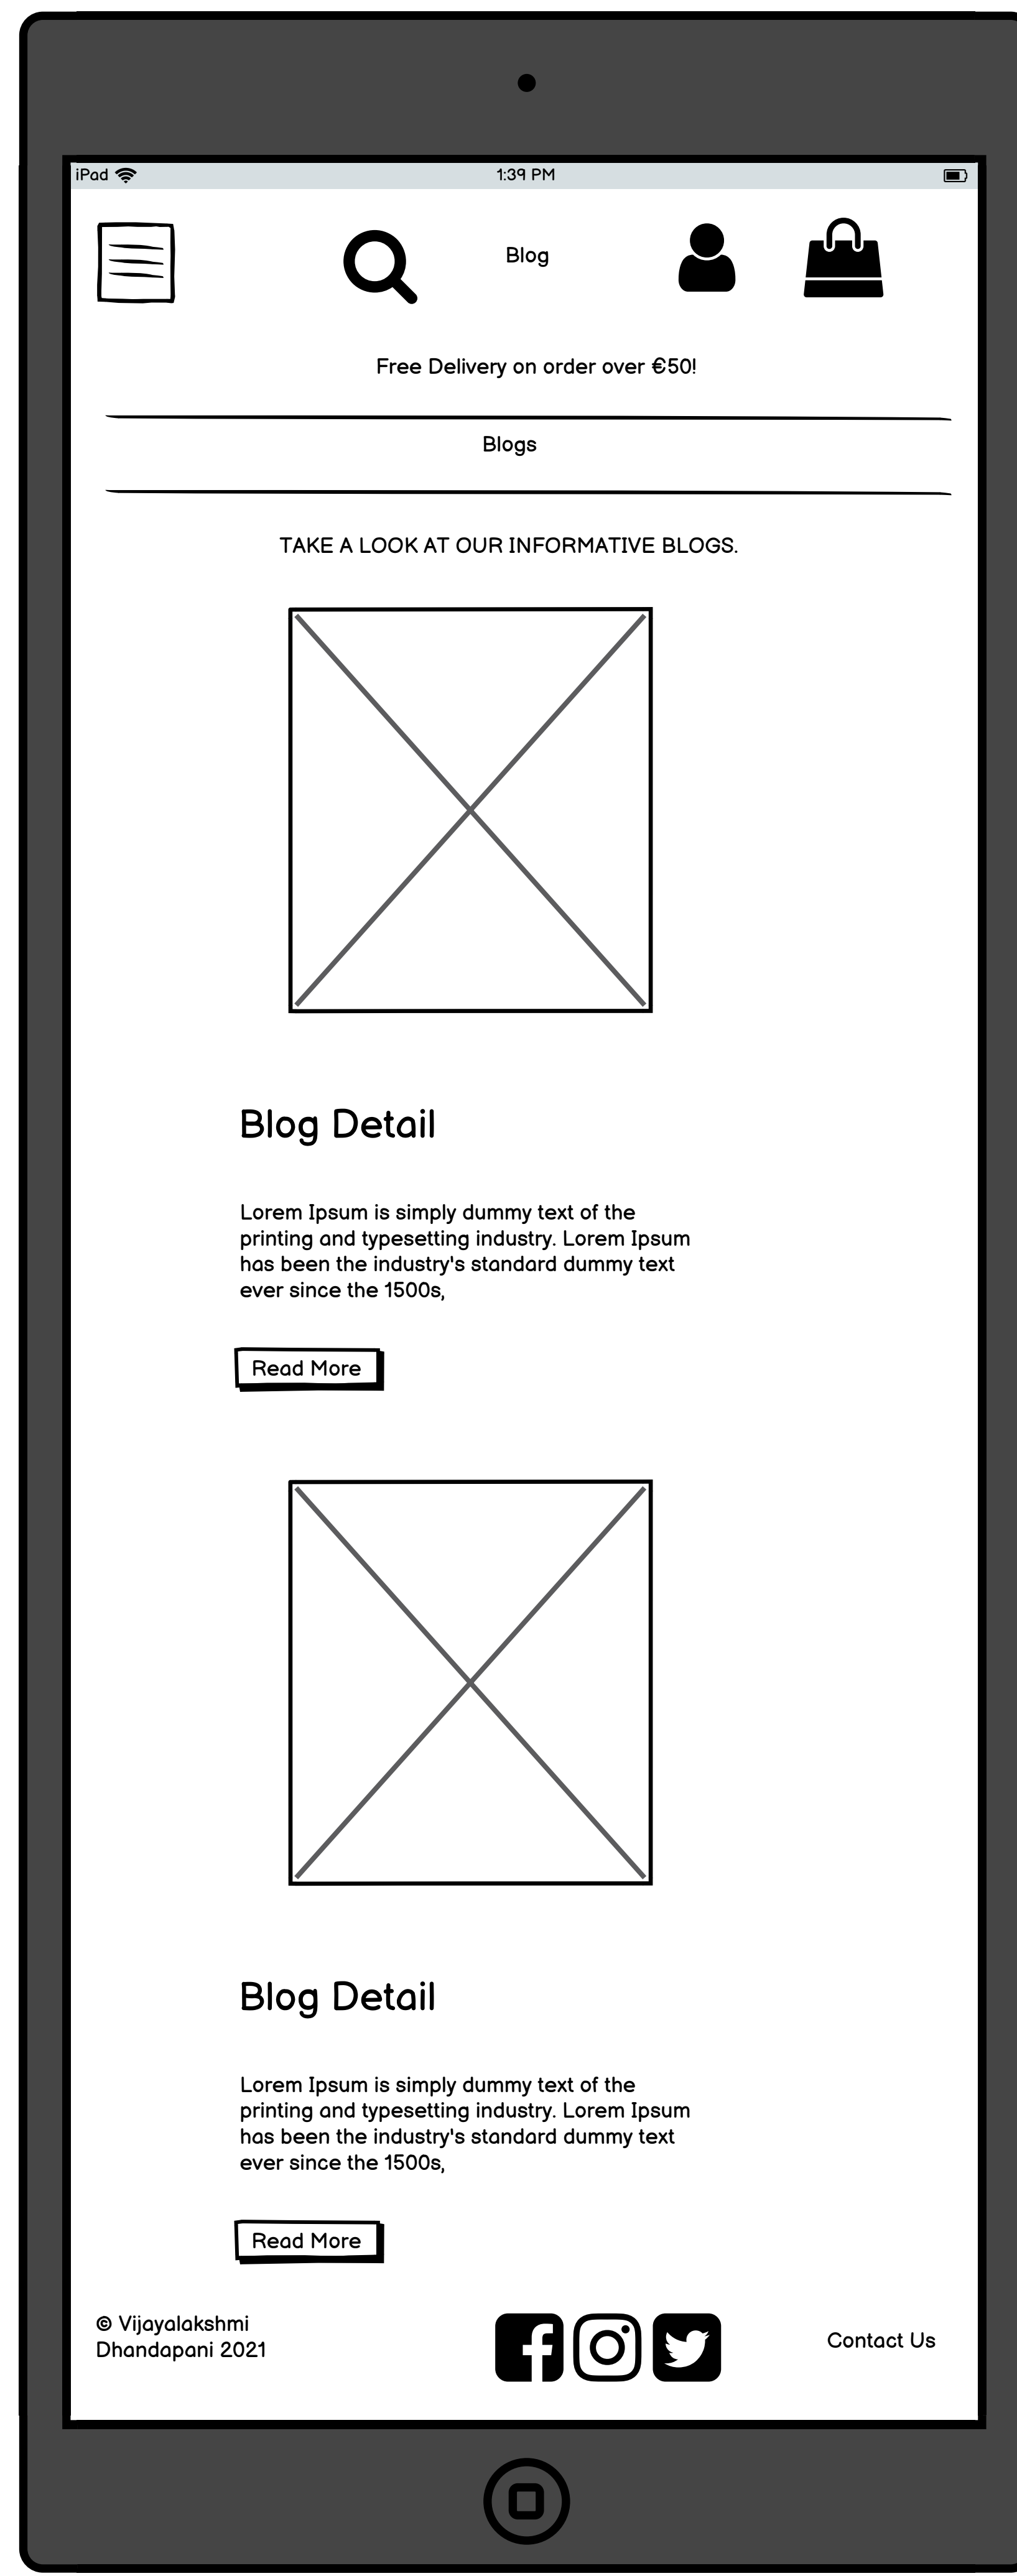 iPad
1:39 PM
Blog
Free Delivery on order over €50!
Blogs
TAKE A LOOK AT OUR INFORMATIVE BLOGS.
Blog Detail
Lorem Ipsum is simply dummy text of the
printing and typesetting industry. Lorem Ipsum
has been the industry's standard dummy text
ever since the 1500s,
Read More
Blog Detail
Lorem Ipsum is simply dummy text of the
printing and typesetting industry. Lorem Ipsum
has been the industry's standard dummy text
ever since the 1500s,
Read More
© Vijayalakshmi
Dhandapani 2021
Contact Us